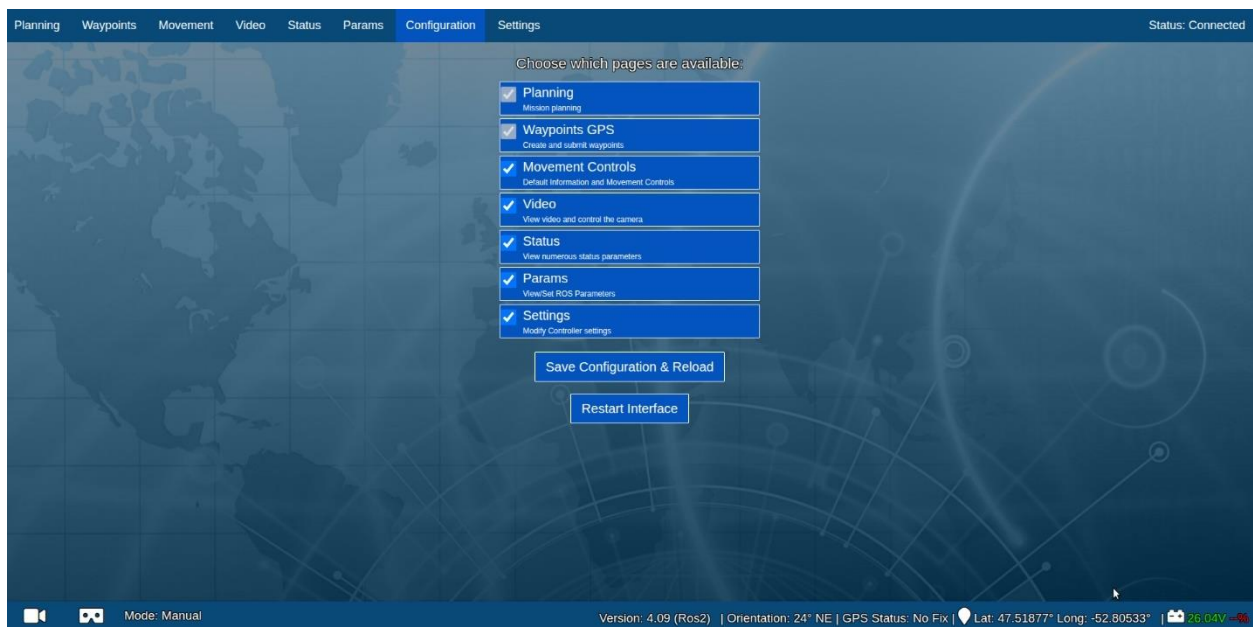 Planning Waypoints Movement Video Status Params Configuration Settings Status: Connected
Choose which pages are available:
Planning
Mission planning
Waypoints GPS
Create and submit waypoints
Movement Controls
Default Information and Movement Controls
Video
View video and control the camera
Status
View numerous status parameters
Params
View/Set ROS Parameters
Settings
Modify Controller settings
Save Configuration & Reload
Restart Interface
Mode: Manual Version: 4.09 (Ros2) | Orientation: 24° NE | GPS Status: No Fix | Lat: 47.51877° Long: -52.80533° | 26.04V